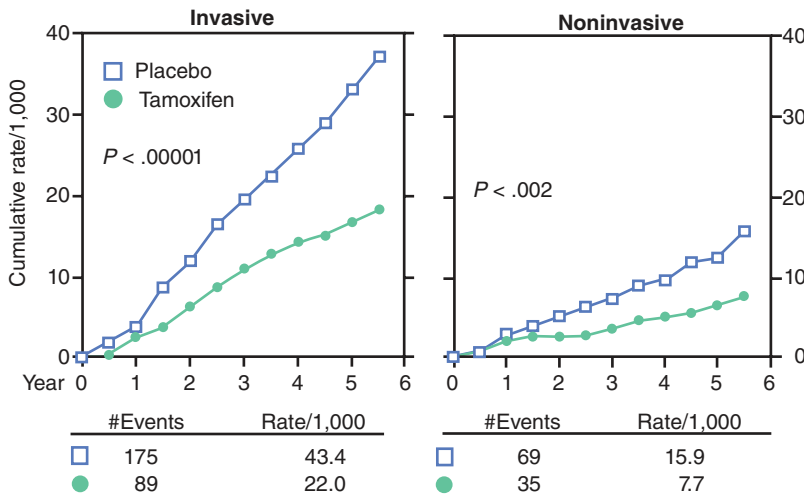 Invasive
Noninvasive
Cumulative rate/1,000
40
30
20
10
0
Placebo
Tamoxifen
P < .00001
Year
0 1 2 3 4 5 6
P < .002
40
30
20
10
0
0 1 2 3 4 5 6
#Events Rate/1,000
175 43.4
89 22.0
#Events Rate/1,000
69 15.9
35 7.7